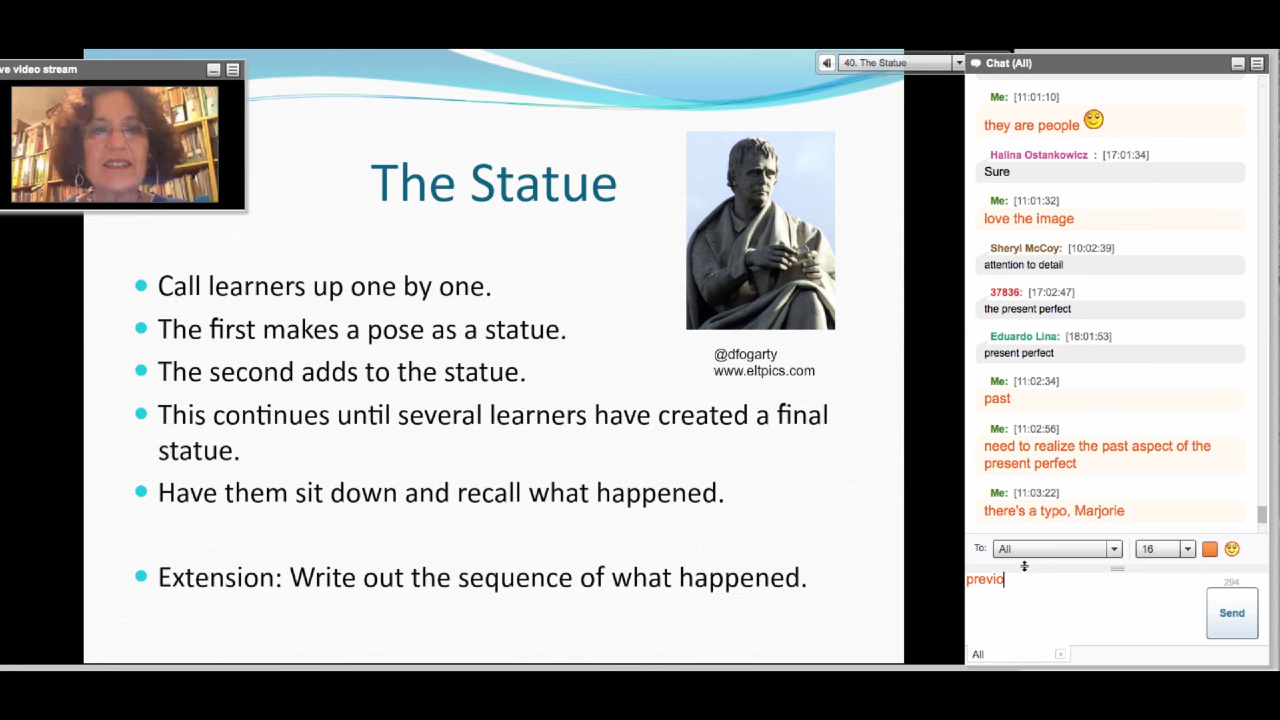 ve video stream
40. The Statue
The Statue
@dfogarty
www.eltpics.com
Call learners up one by one.
The first makes a pose as a statue.
The second adds to the statue.
This continues until several learners have created a final
statue.
Have them sit down and recall what happened.
Extension: Write out the sequence of what happened.
Chat (All)
Me: [11:01:10]
they are people
Halina Ostankowicz : [17:01:34]
Sure
Me: [11:01:32]
love the image
Sheryl McCoy: [10:02:39]
attention to detail
37836: [17:02:47]
the present perfect
Eduardo Lina: [18:01:53]
present perfect
Me: [11:02:34]
past
Me: [11:02:56]
need to realize the past aspect of the
present perfect
Me: [11:03:22]
there's a typo, Marjorie
To: All 16
previo
294
Send
All